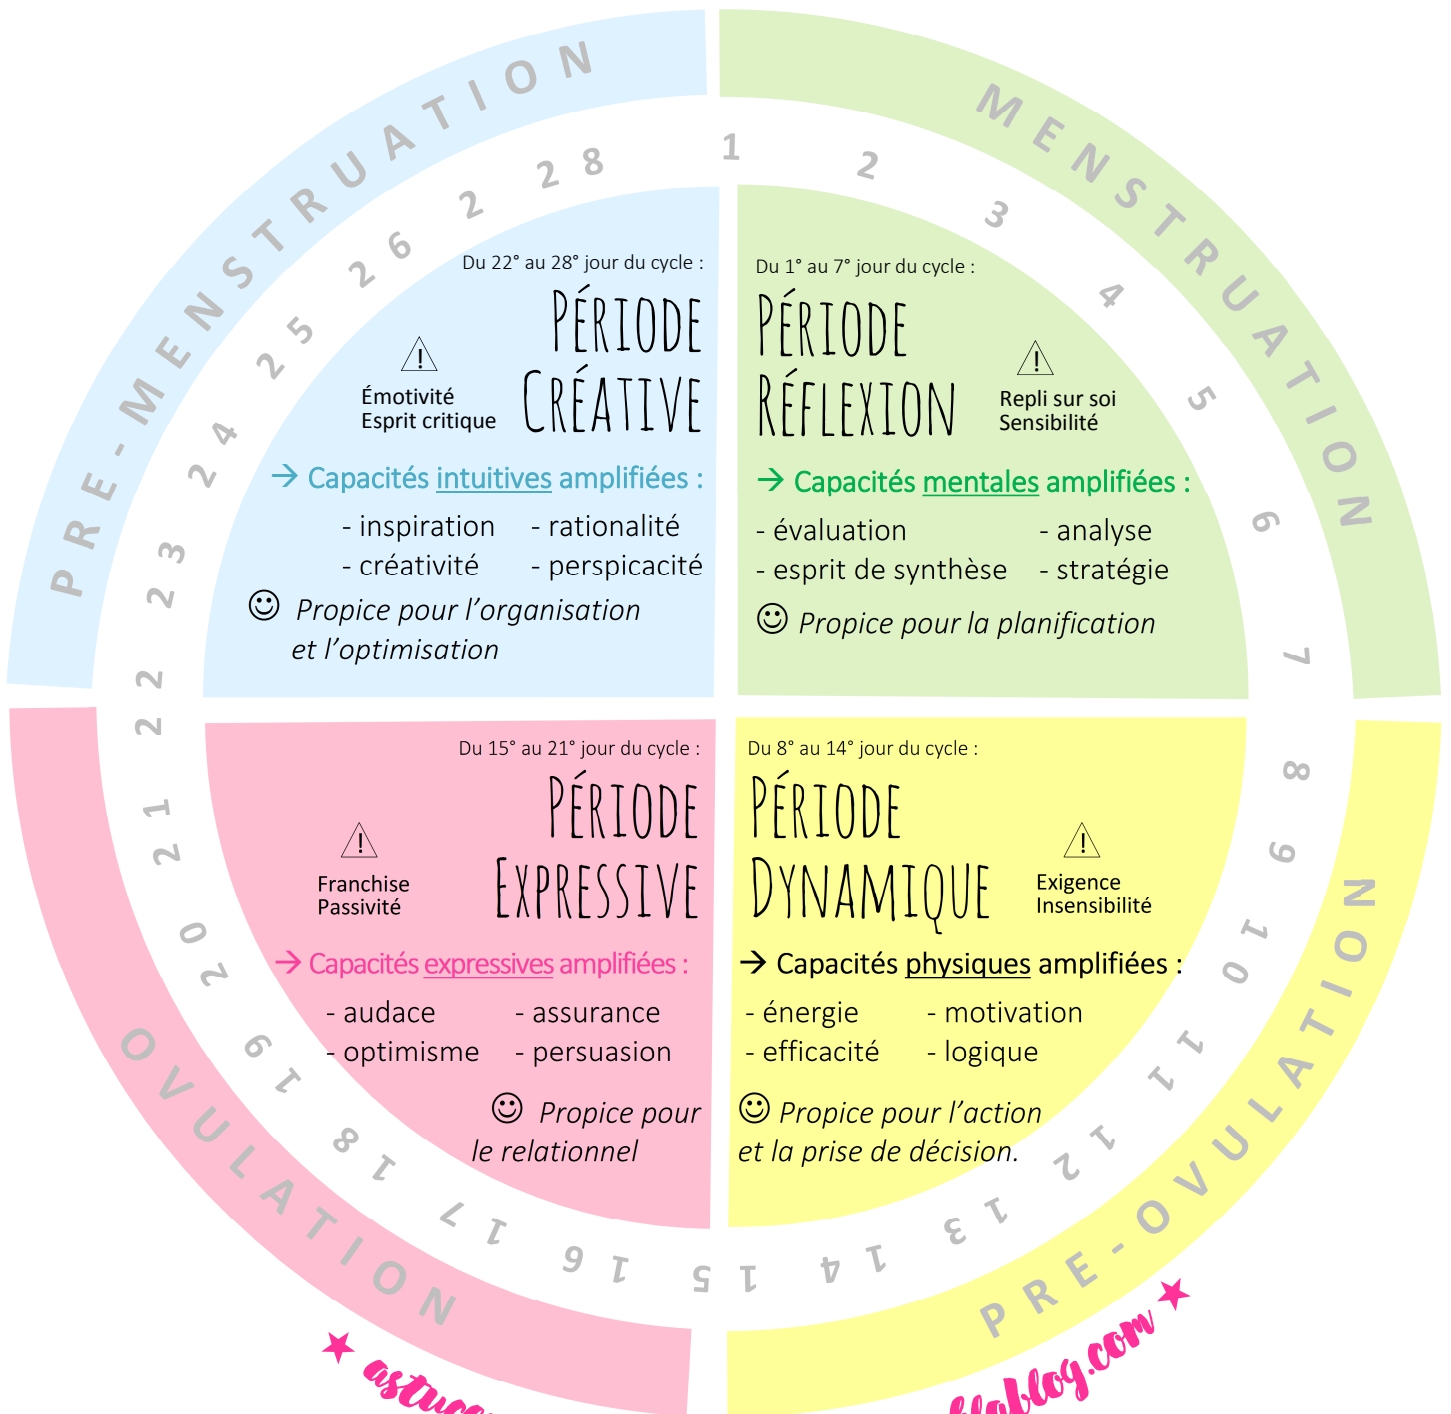 PRE-MENSTRUATION
MENSTRUATION
PRE-OVULATION
OVULATION
1
2
3
4
5
6
7
8
9
10
11
12
13
14
15
16
17
18
19
20
21
22
23
24
25
26
2
28
Du 22° au 28° jour du cycle :
PÉRIODE
CRÉATIVE
Émotivité
Esprit critique
→ Capacités intuitives amplifiées :
- inspiration - rationalité
- créativité - perspicacité
Propice pour l’organisation
et l’optimisation
Du 1° au 7° jour du cycle :
PÉRIODE
RÉFLEXION
Repli sur soi
Sensibilité
→ Capacités mentales amplifiées :
- évaluation - analyse
- esprit de synthèse - stratégie
Propice pour la planification
Du 15° au 21° jour du cycle :
PÉRIODE
EXPRESSIVE
Franchise
Passivité
→ Capacités expressives amplifiées :
- audace - assurance
- optimisme - persuasion
Propice pour
le relationnel
Du 8° au 14° jour du cycle :
PÉRIODE
DYNAMIQUE
Exigence
Insensibilité
→ Capacités physiques amplifiées :
- énergie - motivation
- efficacité - logique
Propice pour l’action
et la prise de décision.